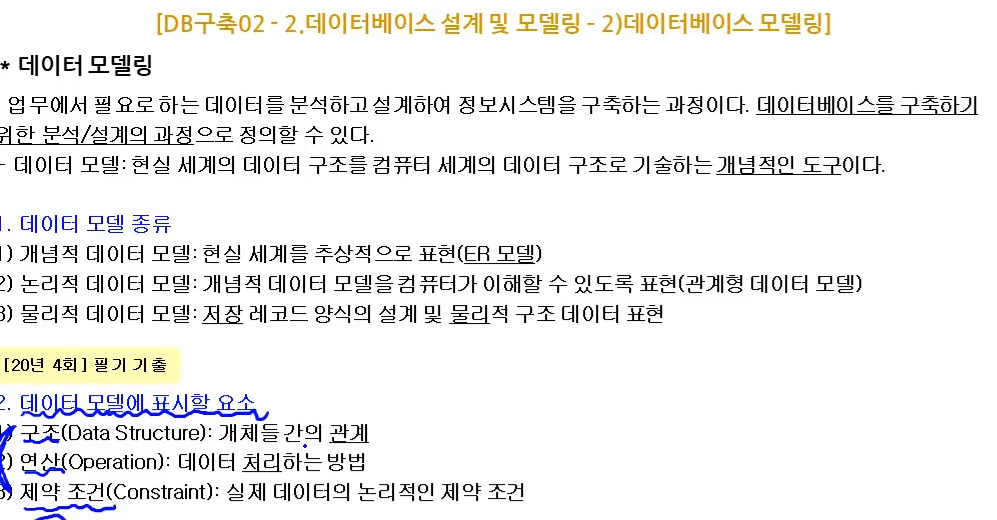 [DB구축02 - 2.데이터베이스 설계 및 모델링 - 2)데이터베이스 모델링]
* 데이터 모델링
업무에서 필요로 하는 데이터를 분석하고 설계하여 정보시스템을 구축하는 과정이다. 데이터베이스를 구축하기
위한 분석/설계의 과정으로 정의할 수 있다.
- 데이터 모델: 현실 세계의 데이터 구조를 컴퓨터 세계의 데이터 구조로 기술하는 개념적인 도구이다.
1. 데이터 모델 종류
1) 개념적 데이터 모델: 현실 세계를 추상적으로 표현(ER 모델)
2) 논리적 데이터 모델: 개념적 데이터 모델을 컴퓨터가 이해할 수 있도록 표현(관계형 데이터 모델)
3) 물리적 데이터 모델: 저장 레코드 양식의 설계 및 물리적 구조 데이터 표현
[20년 4회] 필기 기출
2. 데이터 모델에 표시할 요소
1) 구조(Data Structure): 개체들 간의 관계
2) 연산(Operation): 데이터 처리하는 방법
3) 제약 조건(Constraint): 실제 데이터의 논리적인 제약 조건